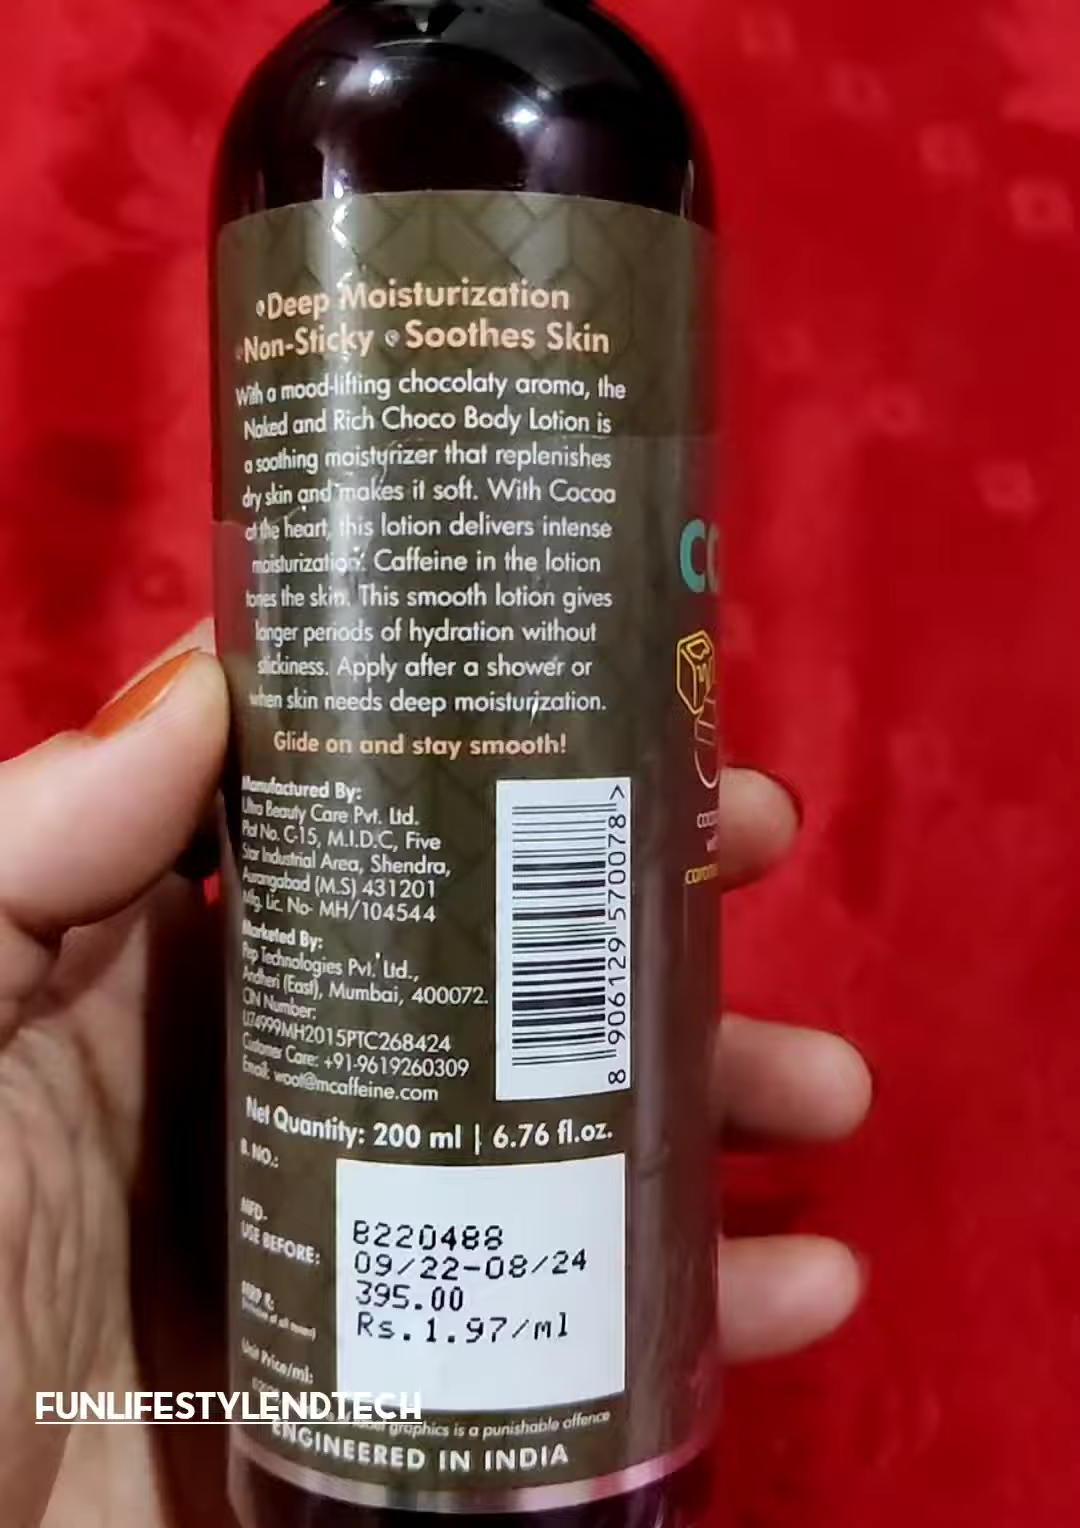 Deep Moisturization
Non-Sticky Soothes Skin
With a mood-lifting chocolaty aroma, the
Naked and Rich Choco Body Lotion is
a soothing moisturizer that replenishes
dry skin and makes it soft. With Cocoa
at the heart, this lotion delivers intense
moisturization. Caffeine in the lotion
tones the skin. This smooth lotion gives
longer periods of hydration without
stickiness. Apply after a shower or
when skin needs deep moisturization.
Glide on and stay smooth!
Manufactured By:
Ultra Beauty Care Pvt. Ltd.
Plot No. C-15, M.I.D.C, Five
Star Industrial Area, Shendra,
Aurangabad (M.S) 431201
Mfg. Lic. No- MH/104544
Marketed By:
Pep Technologies Pvt. Ltd.,
Andheri (East), Mumbai, 400072.
CIN Number:
U74999MH2015PTC268424
Customer Care: +91-9619260309
Email: woot@mcaffeine.com
8 906129 570078 >
Net Quantity: 200 ml | 6.76 fl.oz.
B. NO.:
MFD.
USE BEFORE:
MRP ₹:
Unit Price/ml:
B220488
09/22-08/24
395.00
Rs.1.97/ml
graphics is a punishable offence
ENGINEERED IN INDIA
FUNLIFESTYLENDTECH